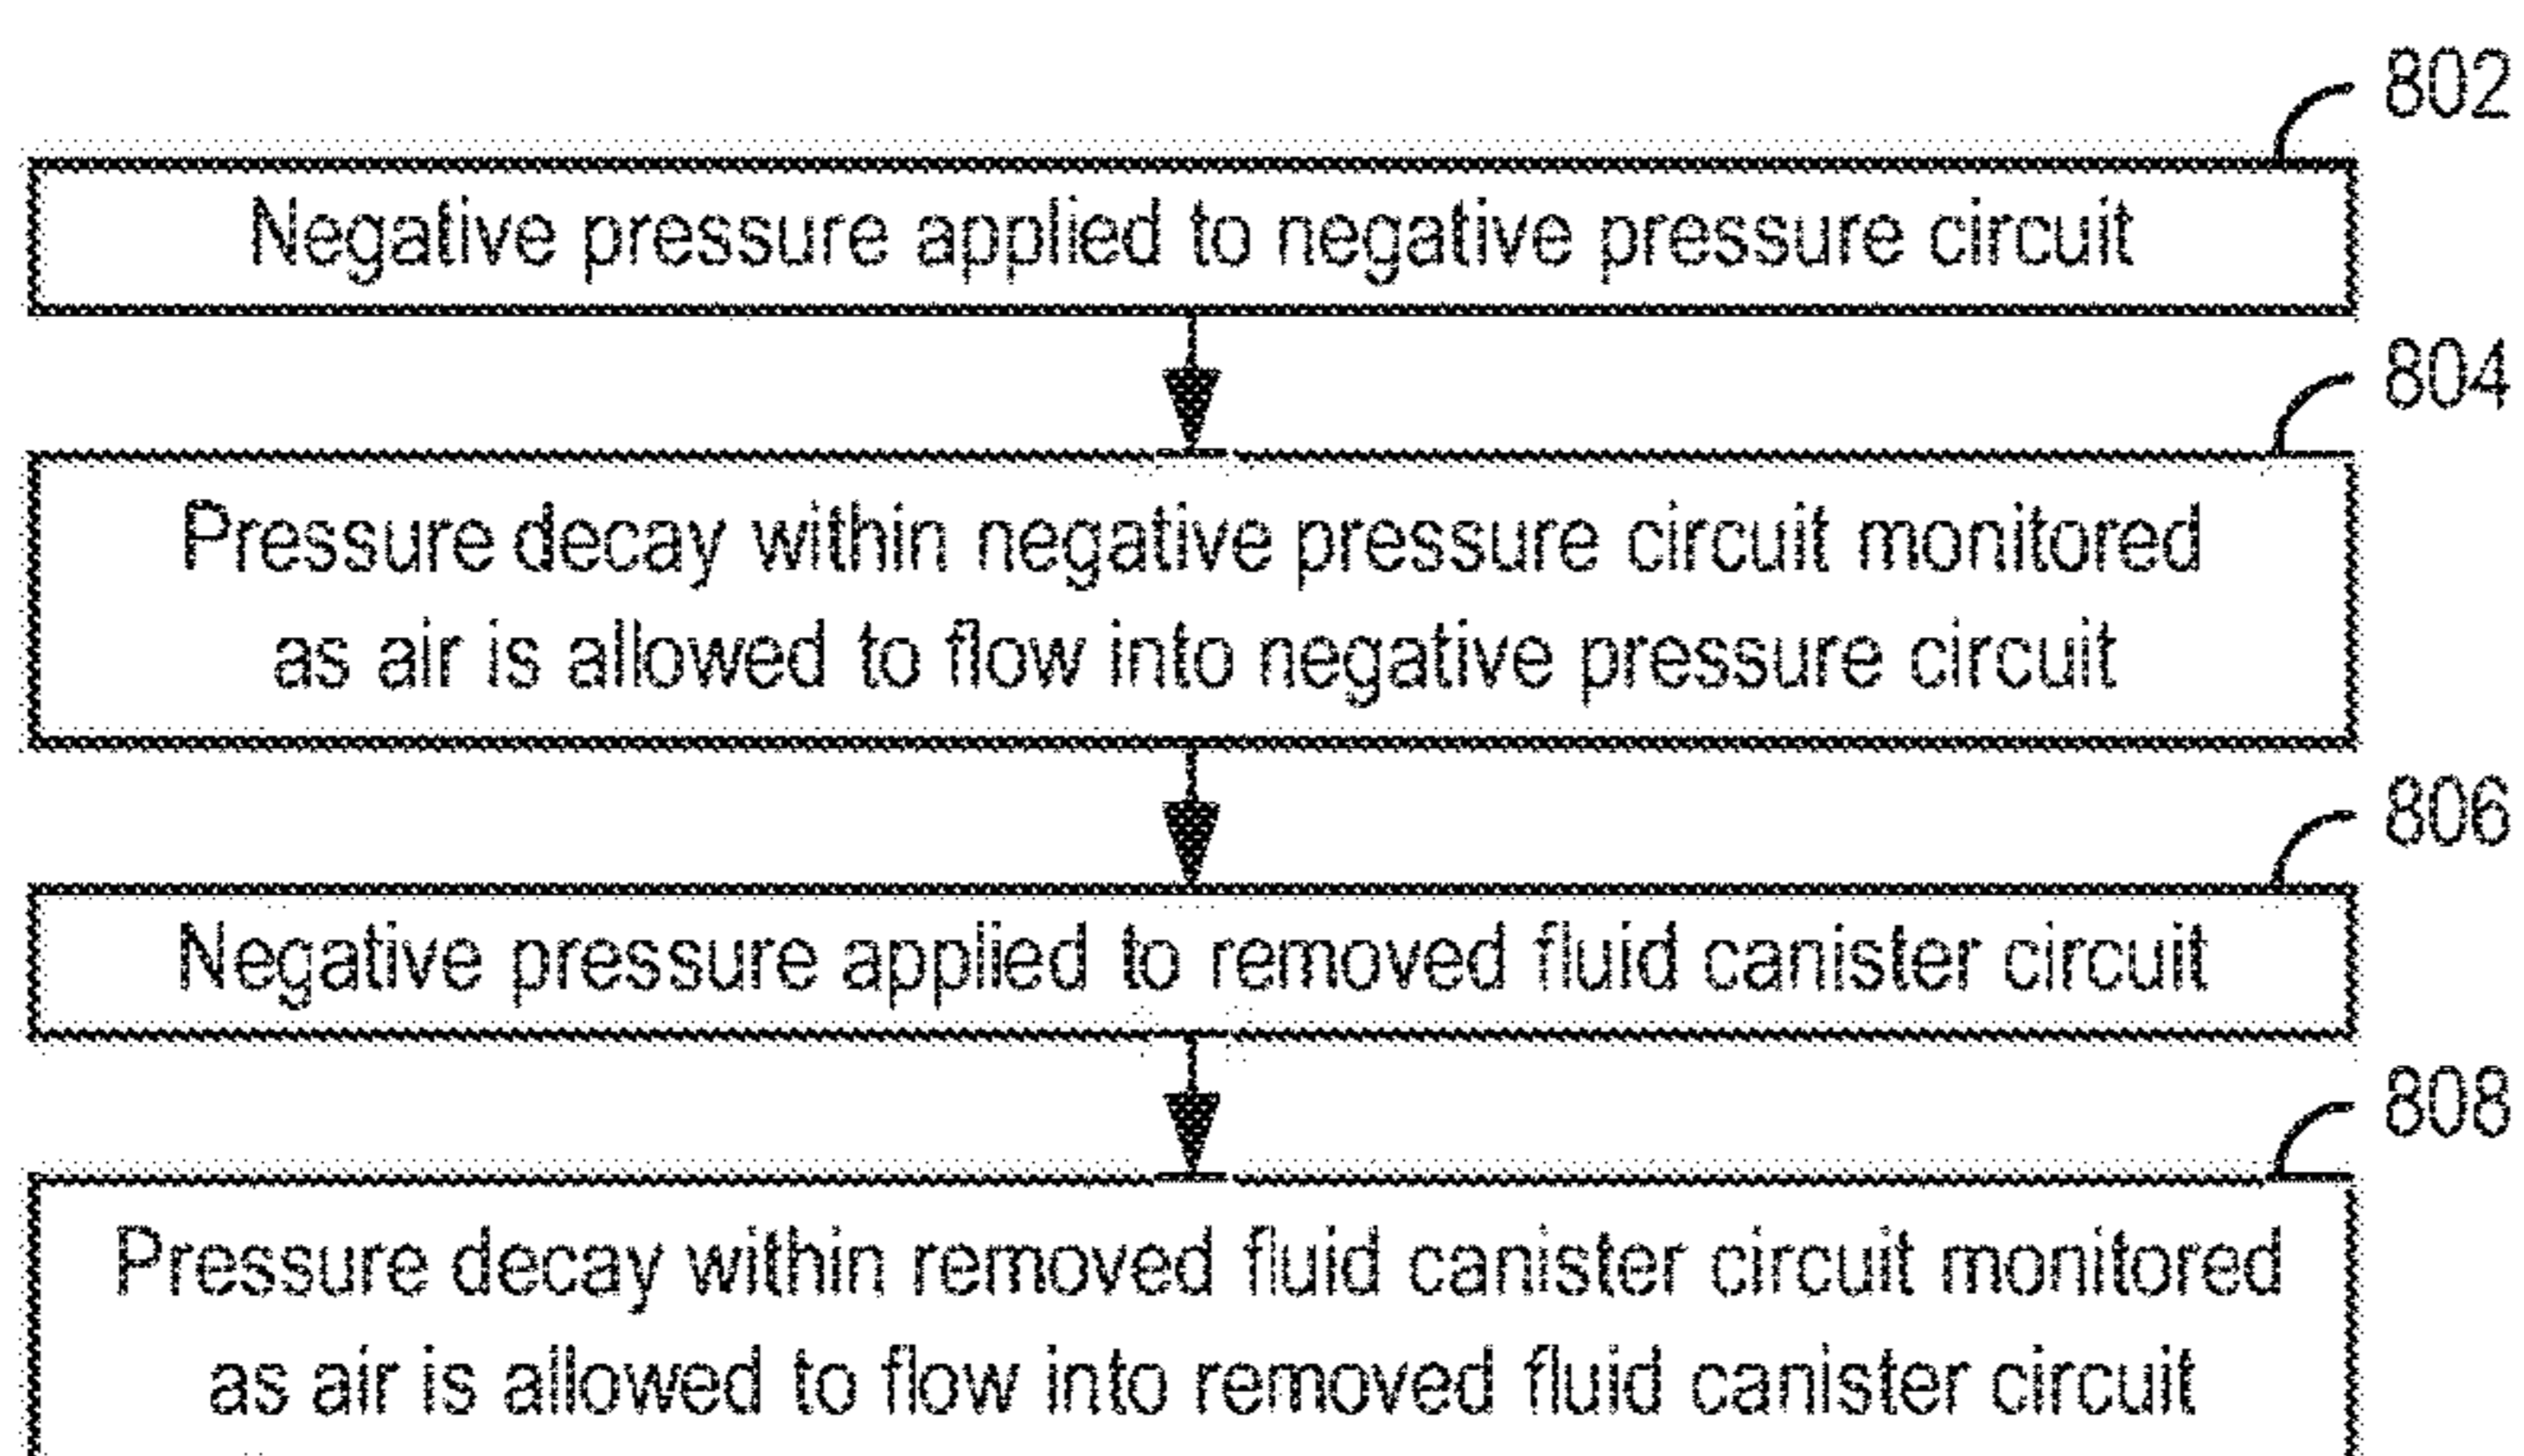 802
Negative pressure applied to negative pressure circuit
804
Pressure decay within negative pressure circuit monitored
as air is allowed to flow into negative pressure circuit
806
Negative pressure applied to removed fluid canister circuit
808
Pressure decay within removed fluid canister circuit monitored
as air is allowed to flow into removed fluid canister circuit